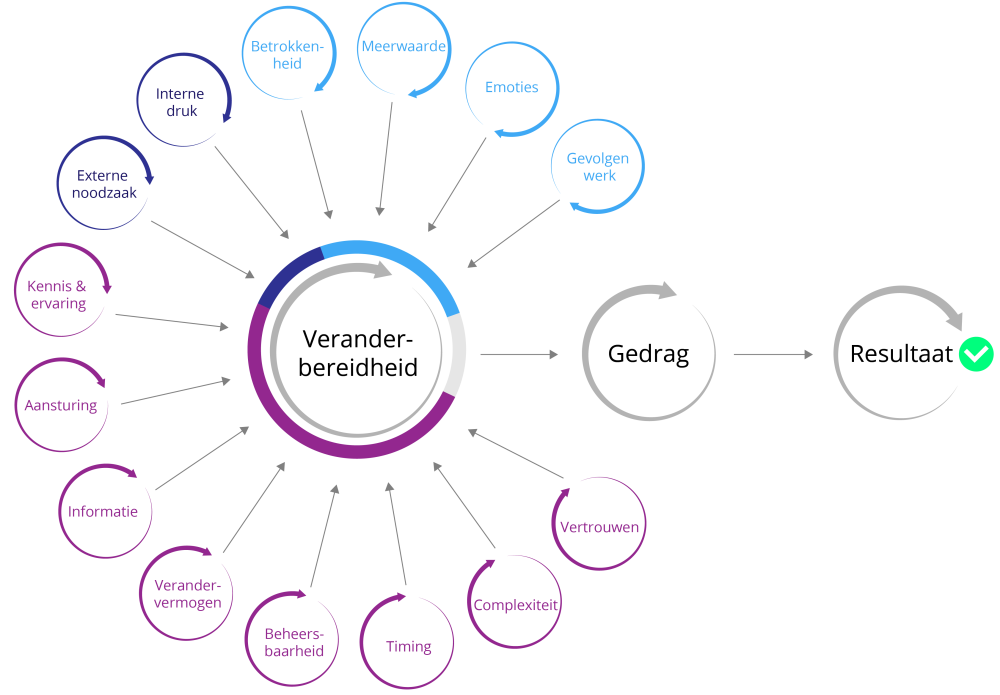 Betrokken-
heid
Meerwaarde
Emoties
Gevolgen
werk
Interne
druk
Externe
noodzaak
Kennis &
ervaring
Aansturing
Informatie
Verander-
vermogen
Beheers-
baarheid
Timing
Complexiteit
Vertrouwen
Verander-
bereidheid
Gedrag
Resultaat